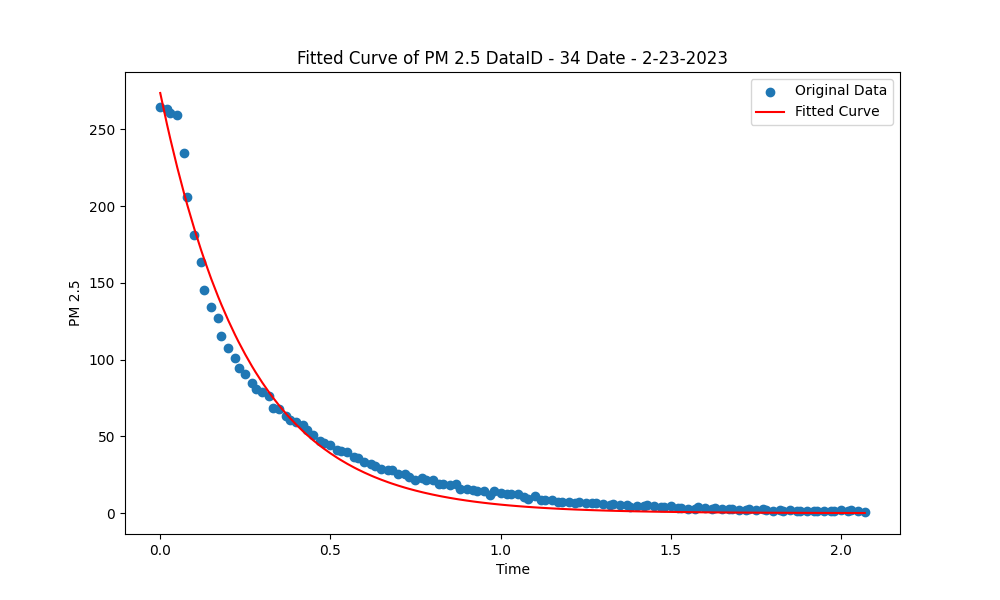 Fitted Curve of PM 2.5 DataID - 34 Date - 2-23-2023
Original Data
Fitted Curve
PM 2.5
250
200
150
100
50
0
0.0 0.5 1.0 1.5 2.0
Time